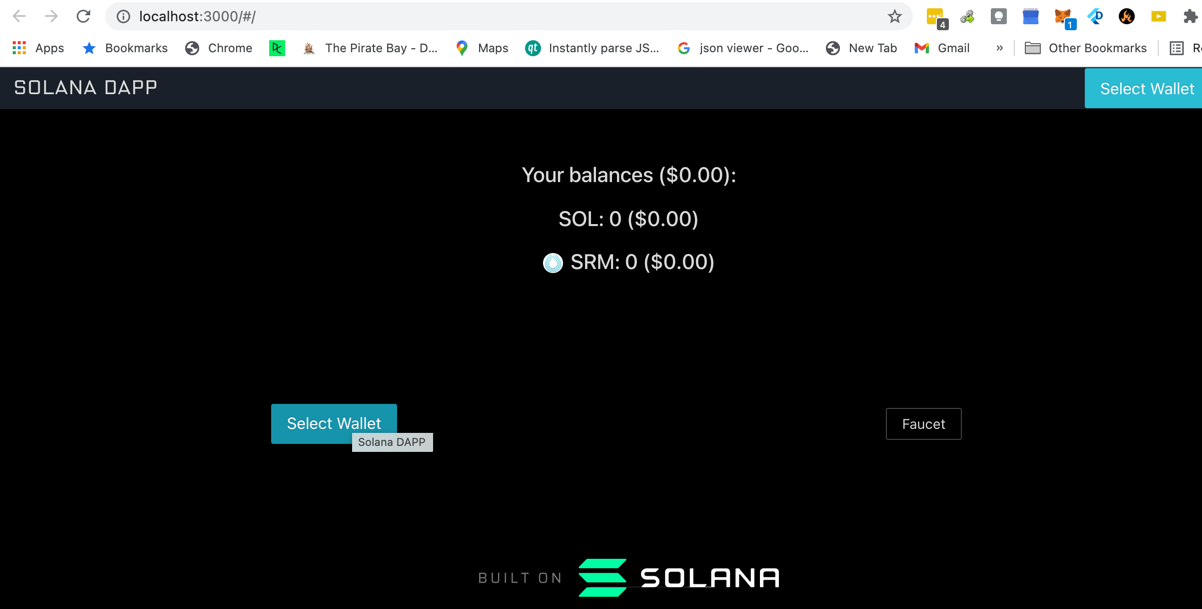 localhost:3000/#/
4
1
Apps Bookmarks Chrome The Pirate Bay - D... Maps qt Instantly parse JS... json viewer - Goo... New Tab Gmail » Other Bookmarks
SOLANA DAPP
Select Wallet
Your balances ($0.00):
SOL: 0 ($0.00)
SRM: 0 ($0.00)
Select Wallet
Faucet
Solana DAPP
BUILT ON SOLANA